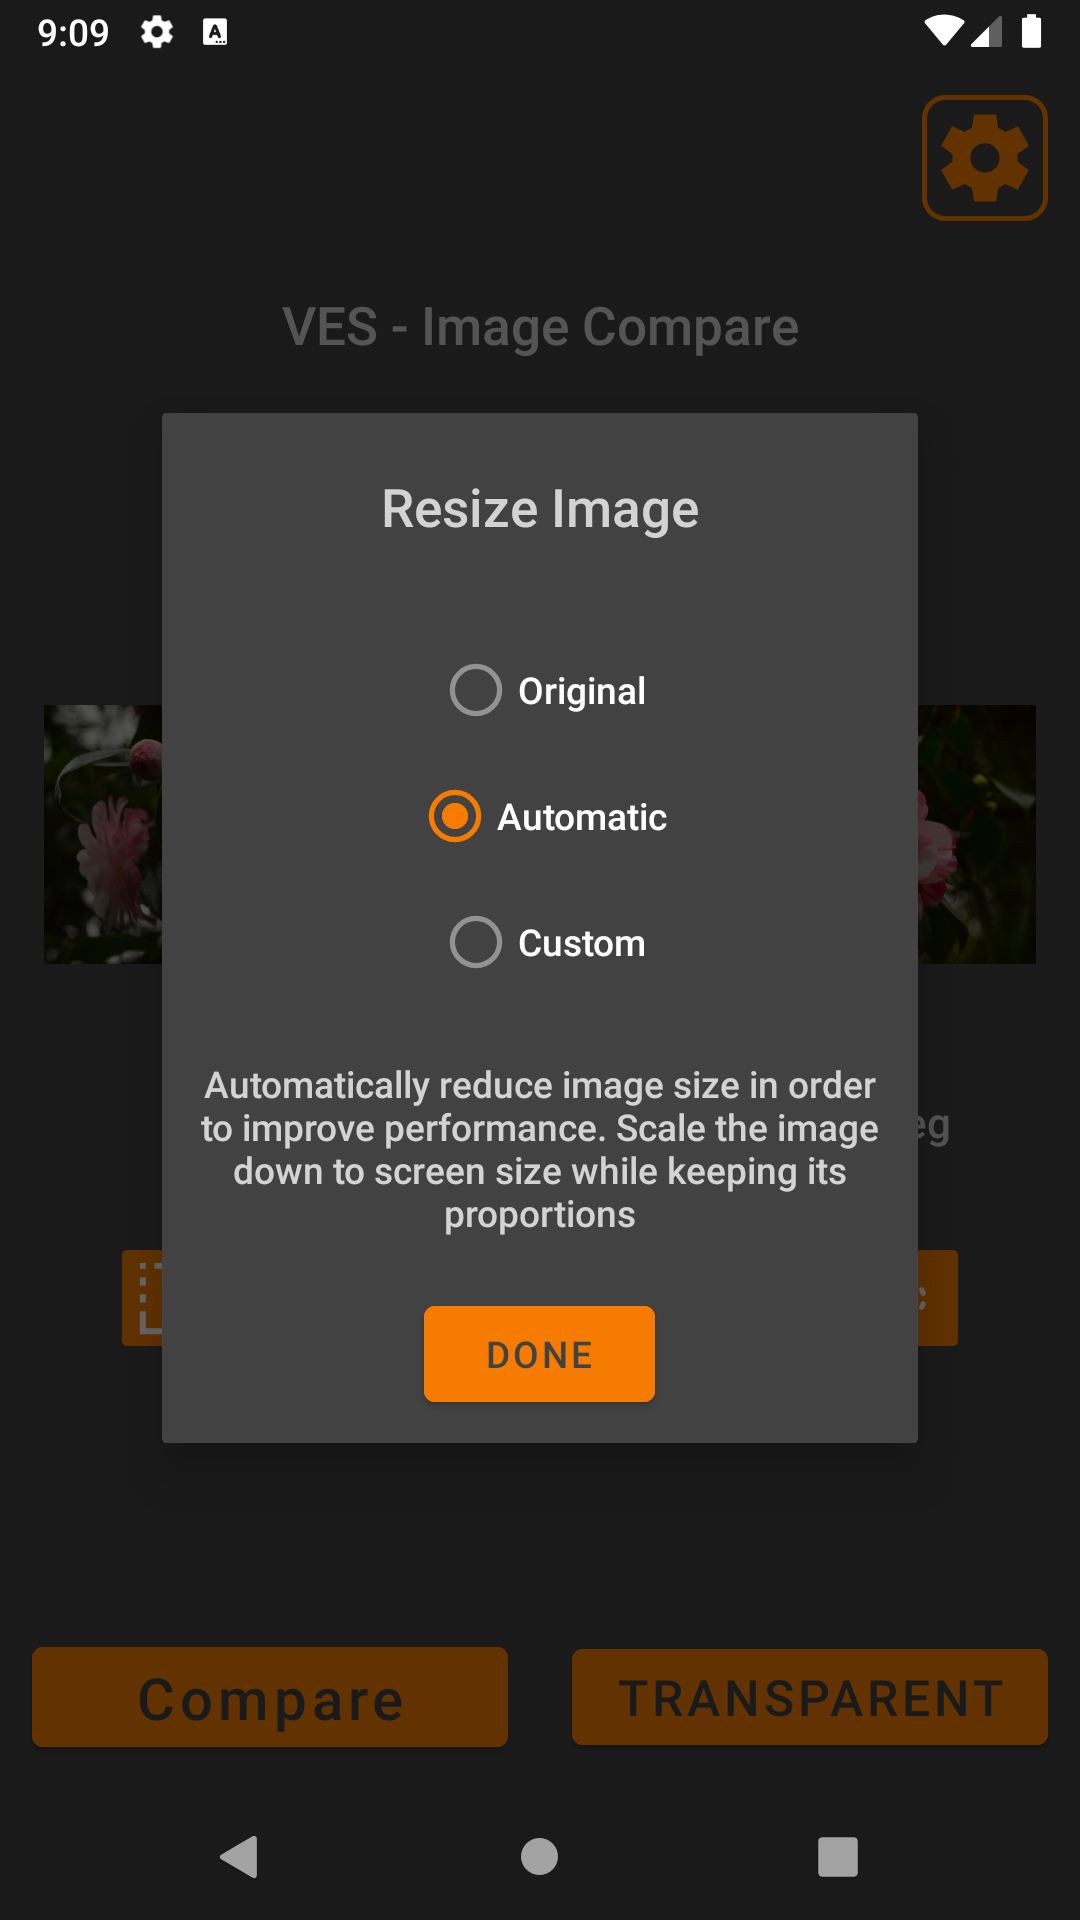 9:09
VES - Image Compare
Resize Image
Original
Automatic
Custom
Automatically reduce image size in order
to improve performance. Scale the image
down to screen size while keeping its
proportions
eg
DONE
Compare
TRANSPARENT